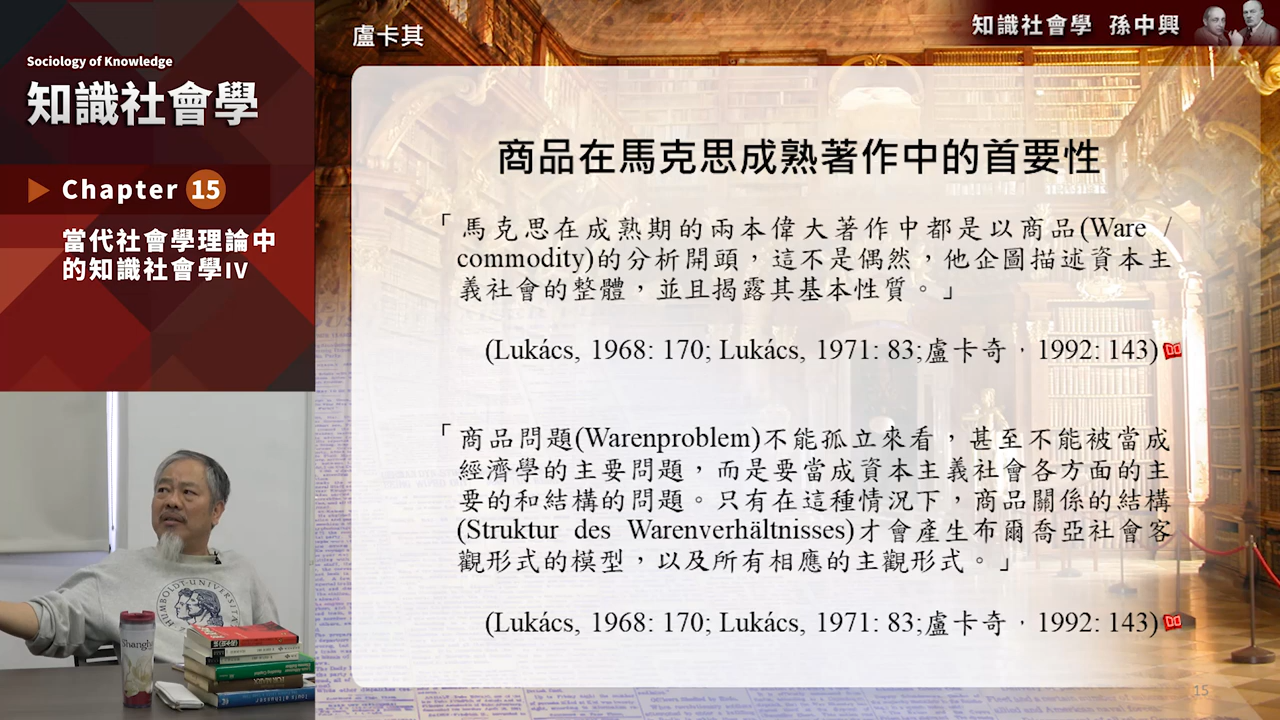 Sociology of Knowledge
知識社會學
Chapter 15
當代社會學理論中
的知識社會學IV
盧卡其
知識社會學 孫中興
商品在馬克思成熟著作中的首要性
「馬克思在成熟期的兩本偉大著作中都是以商品(Ware /
commodity)的分析開頭，這不是偶然，他企圖描述資本主
義社會的整體，並且揭露其基本性質。」
(Lukács, 1968: 170; Lukács, 1971: 83;盧卡奇，1992: 143)
「商品問題(Warenproblem)不能孤立來看，甚至不能被當成
經濟學的主要問題，而是要當成資本主義社會各方面的主
要的和結構的問題。只有在這種情況下，商品關係的結構
(Struktur des Warenverhältnisses)才會產生布爾喬亞社會客
觀形式的模型，以及所有相應的主觀形式。」
(Lukács, 1968: 170; Lukács, 1971: 83;盧卡奇，1992: 143)
15
HUMBOLDT-UNIVERSITÄ
Shanghai